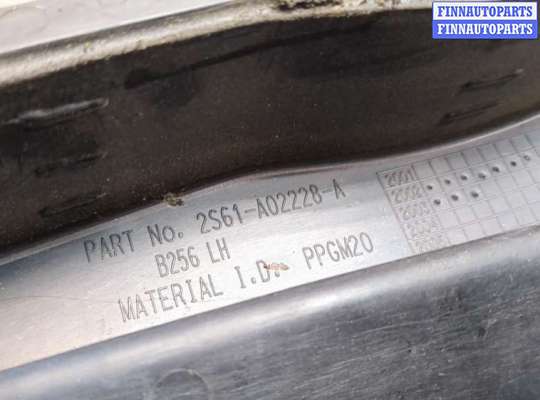 FINNAUTOPARTS
FINNAUTOPARTS
PART NO. 2S61-A02228-A
B256 LH
MATERIAL I.D. PPGM20
2001
2002
2003